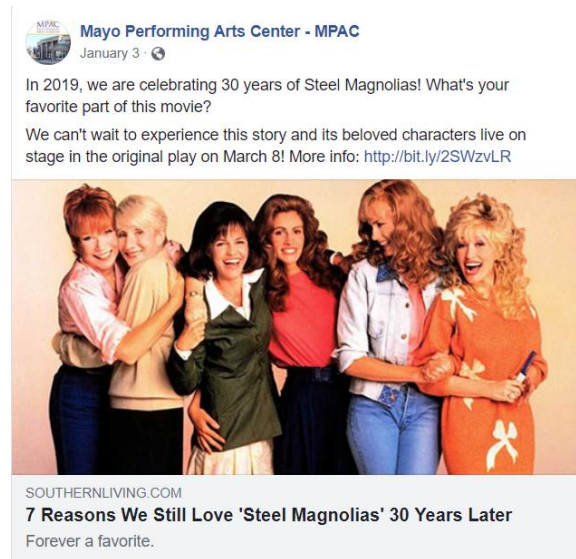 MPAC
Mayo Performing Arts Center - MPAC
January 3 ·
In 2019, we are celebrating 30 years of Steel Magnolias! What's your
favorite part of this movie?
We can't wait to experience this story and its beloved characters live on
stage in the original play on March 8! More info: http://bit.ly/2SWzvLR
SOUTHERNLIVING.COM
7 Reasons We Still Love 'Steel Magnolias' 30 Years Later
Forever a favorite.